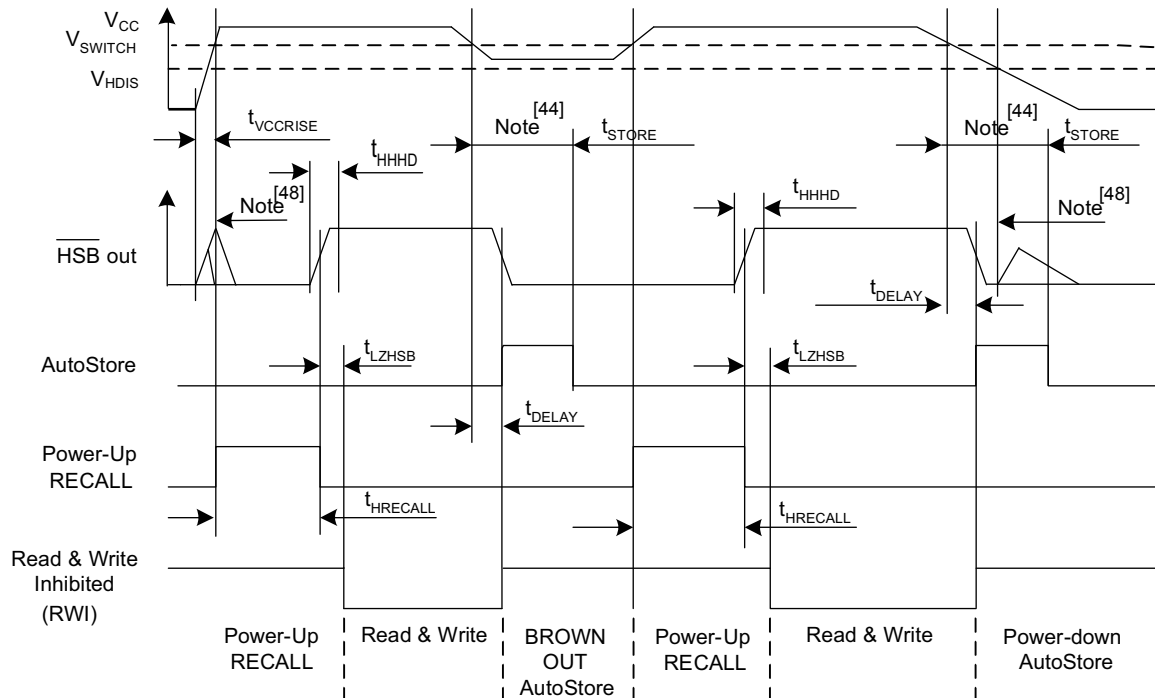 VCC
VSWITCH
VHDIS
tVCCRISE
Note[44]
tSTORE
Note[44]
tSTORE
tHHHD
tHHHD
Note[48]
Note[48]
HSB out
tDELAY
AutoStore
tLZHSB
tLZHSB
tDELAY
Power-Up
RECALL
tHRECALL
tHRECALL
Read & Write
Inhibited
(RWI)
Power-Up
RECALL
Read & Write
BROWN
OUT
AutoStore
Power-Up
RECALL
Read & Write
Power-down
AutoStore